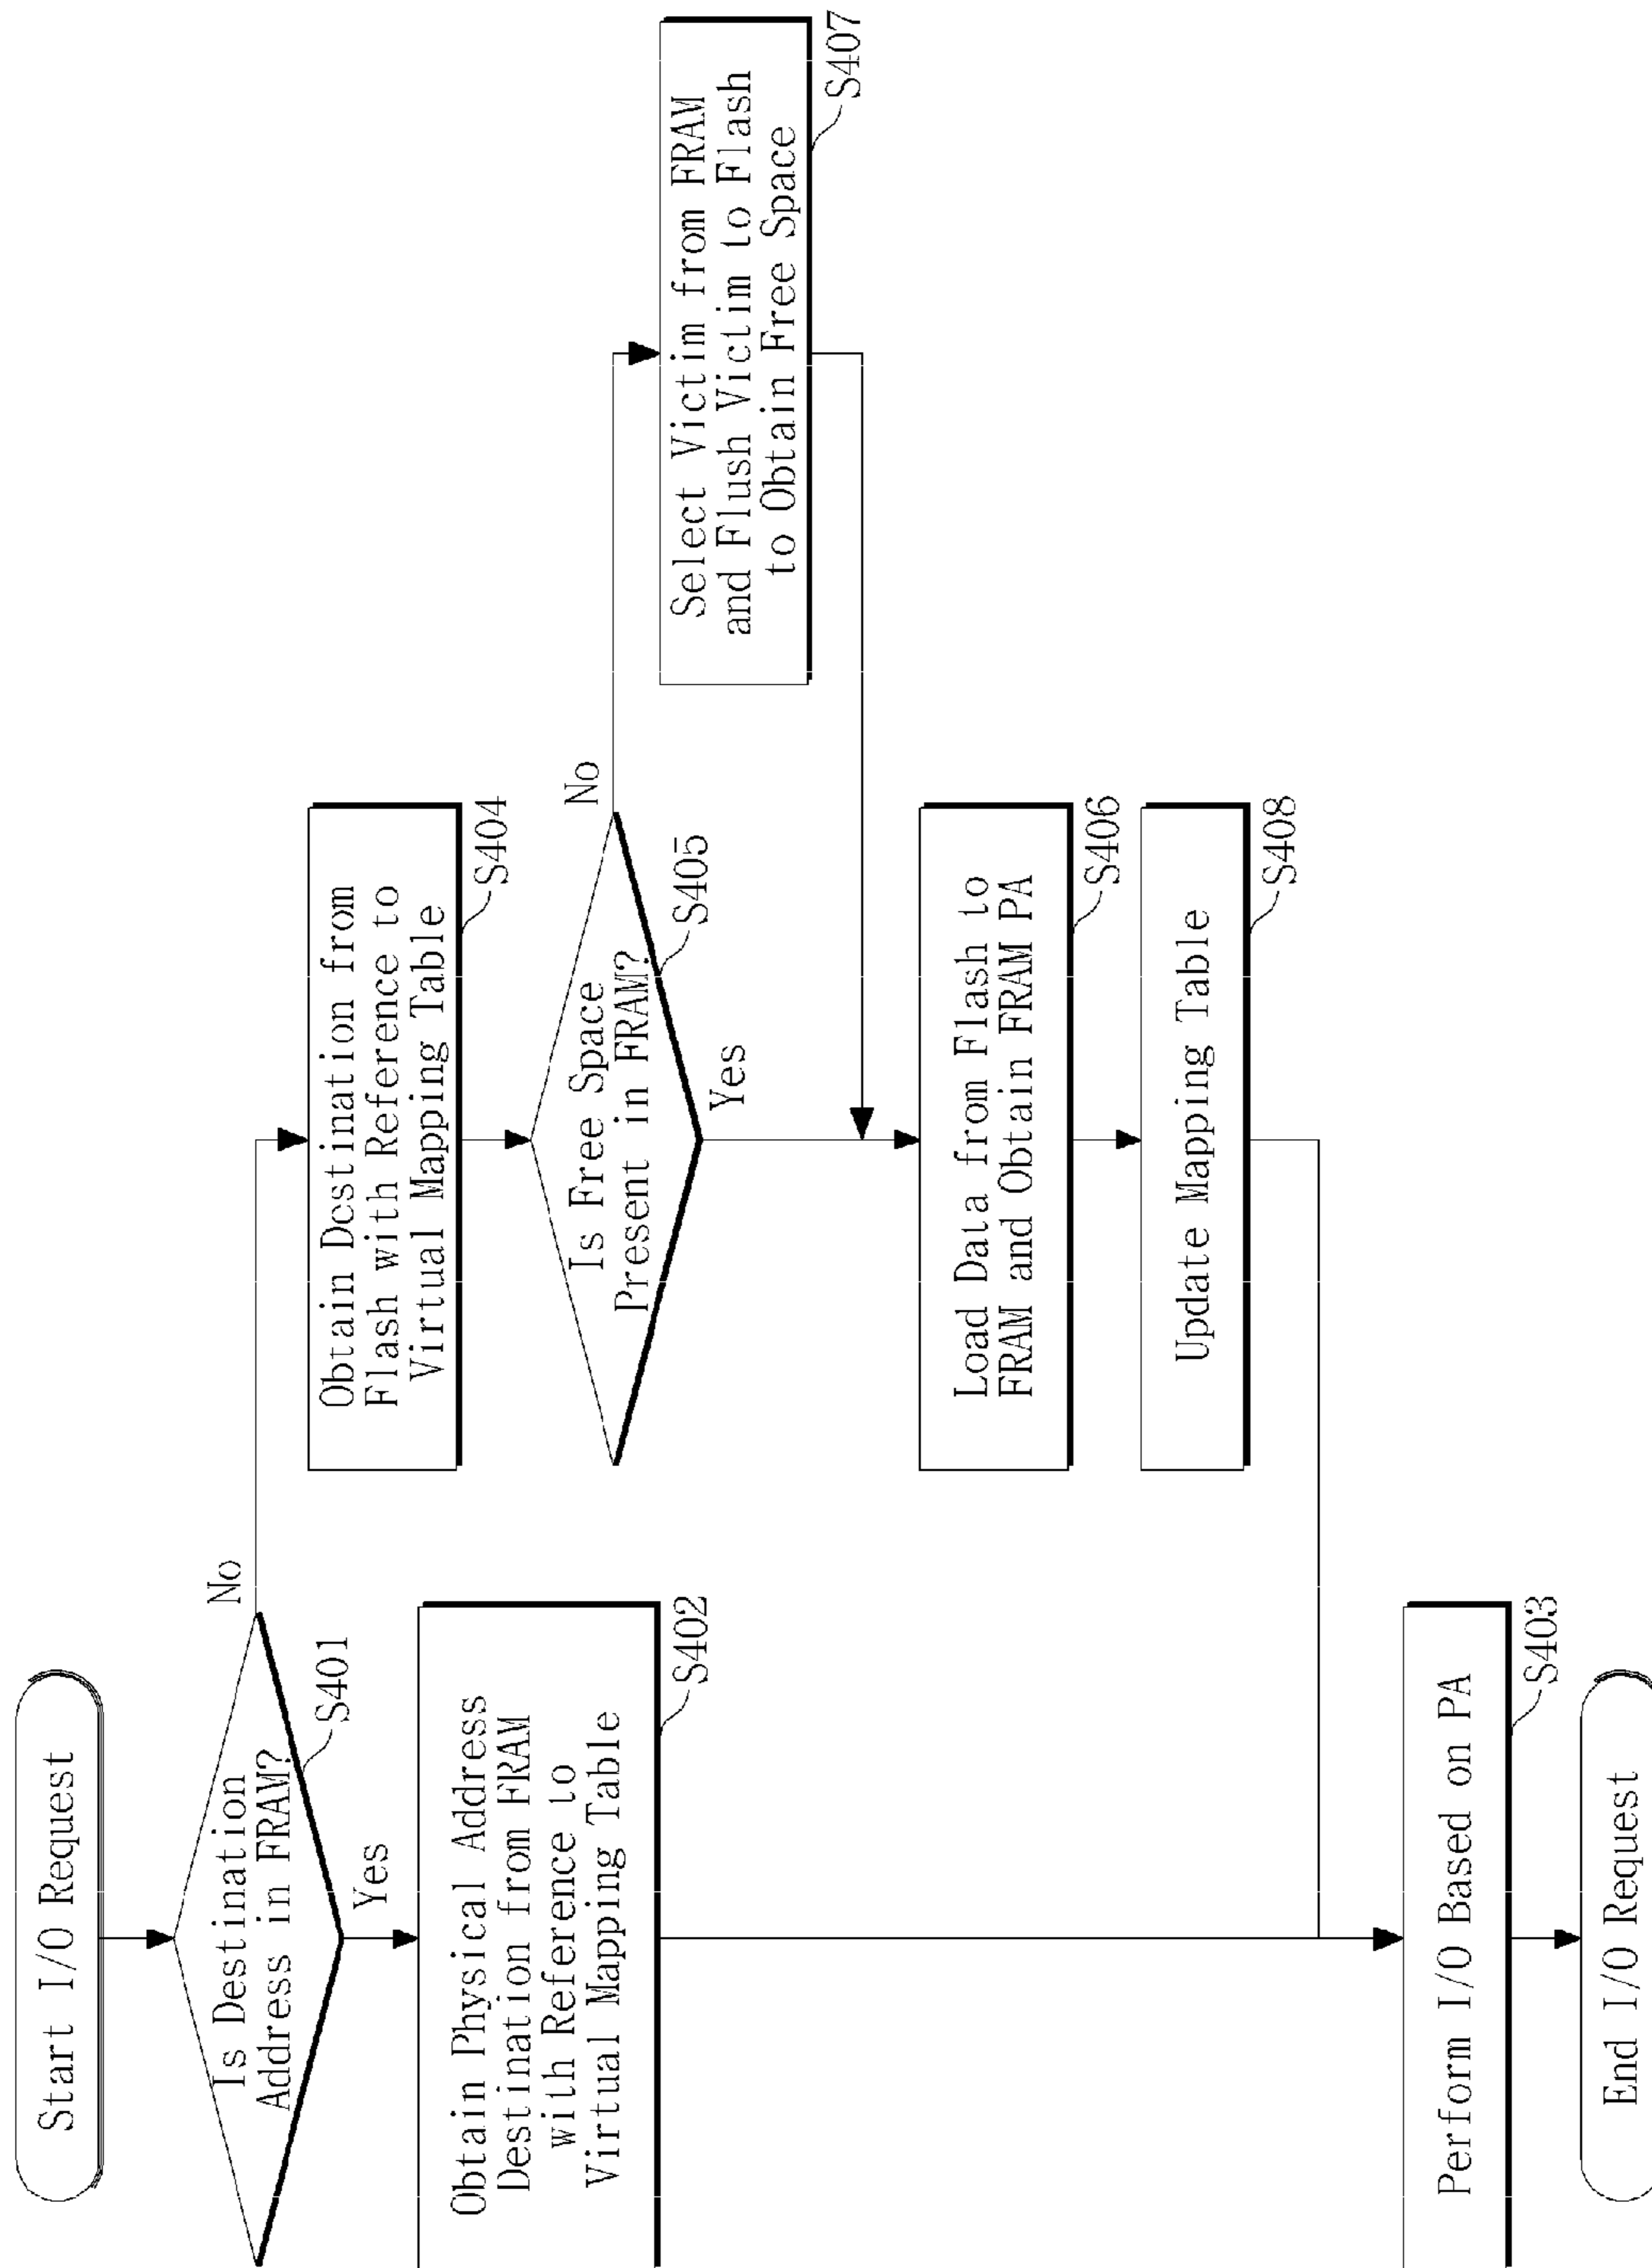 Start I/O Request
Is Destination
Address in FRAM?
S401
No
Yes
Obtain Physical Address
Destination from FRAM
with Reference to
Virtual Mapping Table
S402
Obtain Destination from
Flash with Reference to
Virtual Mapping Table
S404
Is Free Space
Present in FRAM?
S405
No
Yes
Select Victim from FRAM
and Flush Victim to Flash
to Obtain Free Space
S407
Load Data from Flash to
FRAM and Obtain FRAM PA
S406
Update Mapping Table
S408
Perform I/O Based on PA
S403
End I/O Request